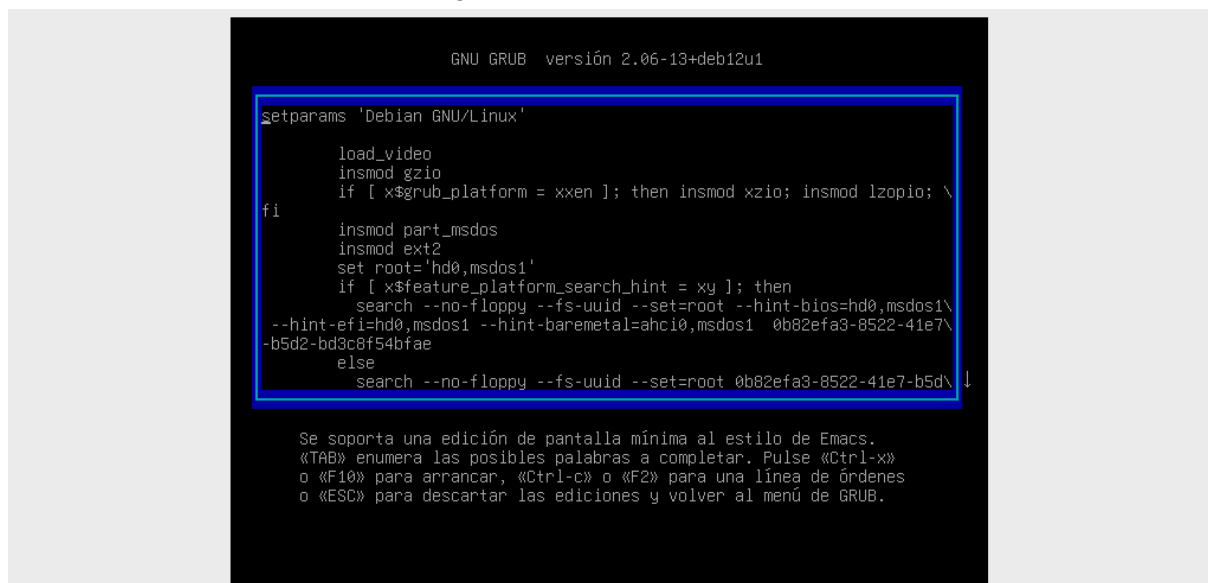 GNU GRUB  versión 2.06-13+deb12u1
setparams 'Debian GNU/Linux'
load_video
insmod gzio
if [ x$grub_platform = xxen ]; then insmod xzio; insmod lzopio; \
fi
insmod part_msdos
insmod ext2
set root='hd0,msdos1'
if [ x$feature_platform_search_hint = xy ]; then
search --no-floppy --fs-uuid --set=root --hint-bios=hd0,msdos1\
--hint-efi=hd0,msdos1 --hint-baremetal=ahci0,msdos1  0b82efa3-8522-41e7\
-b5d2-bd3c8f54bfae
else
search --no-floppy --fs-uuid --set=root 0b82efa3-8522-41e7-b5d\ ↓
Se soporta una edición de pantalla mínima al estilo de Emacs.
«TAB» enumera las posibles palabras a completar. Pulse «Ctrl-x»
o «F10» para arrancar, «Ctrl-c» o «F2» para una línea de órdenes
o «ESC» para descartar las ediciones y volver al menú de GRUB.